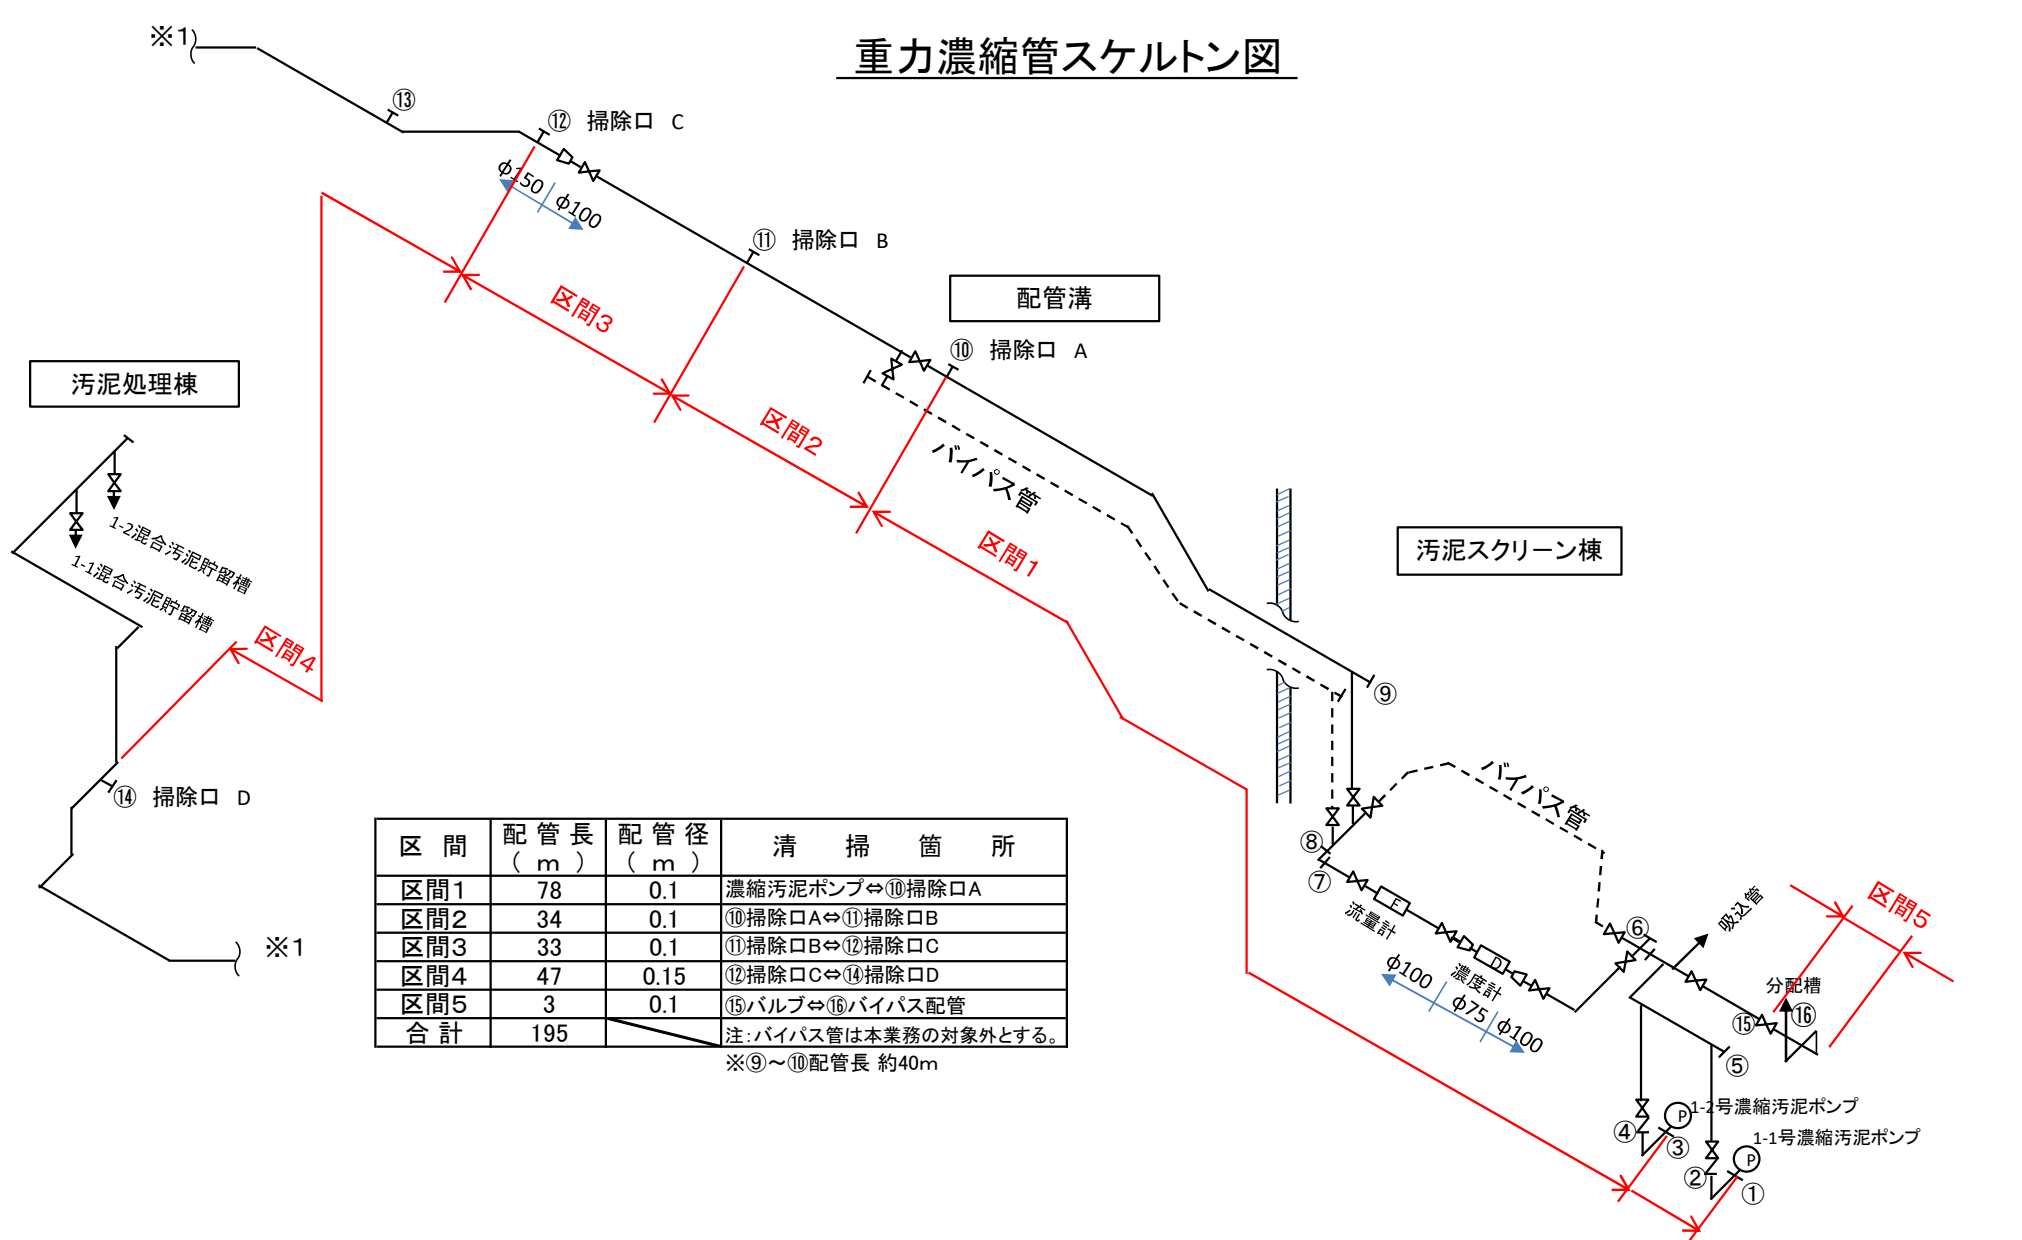 重力濃縮管スケルトン図
※1
⑬
⑫ 掃除口 C
φ150
φ100
⑪ 掃除口 B
区間3
配管溝
⑩ 掃除口 A
汚泥処理棟
区間2
バイパス管
1-2混合汚泥貯留槽
1-1混合汚泥貯留槽
区間1
汚泥スクリーン棟
区間4
⑨
⑭ 掃除口 D
バイパス管
⑧
⑦
F
流量計
D
濃度計
φ100
φ75
φ100
⑥
吸込管
区間5
分配槽
⑮
⑯
⑤
P
1-2号濃縮汚泥ポンプ
④
③
1-1号濃縮汚泥ポンプ
P
②
①
※1
区 間 配 管 長 ( m ) 配 管 径 ( m ) 清 掃 箇 所
区間1 78 0.1 濃縮汚泥ポンプ⇔⑩掃除口A
区間2 34 0.1 ⑩掃除口A⇔⑪掃除口B
区間3 33 0.1 ⑪掃除口B⇔⑫掃除口C
区間4 47 0.15 ⑫掃除口C⇔⑭掃除口D
区間5 3 0.1 ⑮バルブ⇔⑯バイパス配管
合 計 195 注:バイパス管は本業務の対象外とする。
※⑨～⑩配管長 約40m